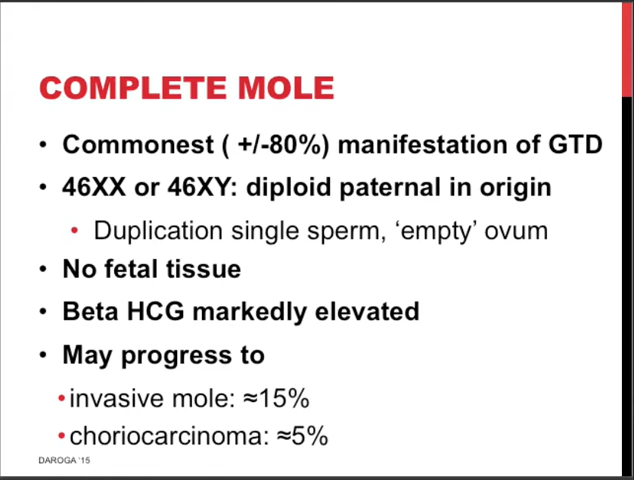 COMPLETE MOLE
• Commonest ( +/-80%) manifestation of GTD
• 46XX or 46XY: diploid paternal in origin
• Duplication single sperm, ‘empty’ ovum
• No fetal tissue
• Beta HCG markedly elevated
• May progress to
• invasive mole: ≈15%
• choriocarcinoma: ≈5%
DAROGA ‘15